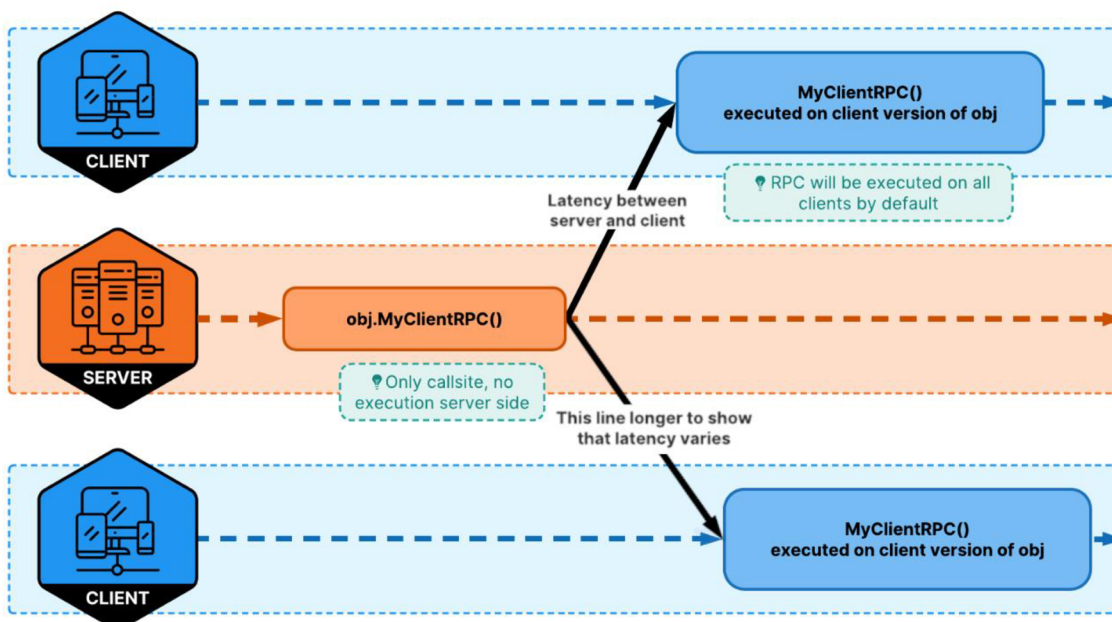 CLIENT
MyClientRPC()
executed on client version of obj
RPC will be executed on all
clients by default
Latency between
server and client
SERVER
obj.MyClientRPC()
Only callsite, no
execution server side
This line longer to show
that latency varies
CLIENT
MyClientRPC()
executed on client version of obj